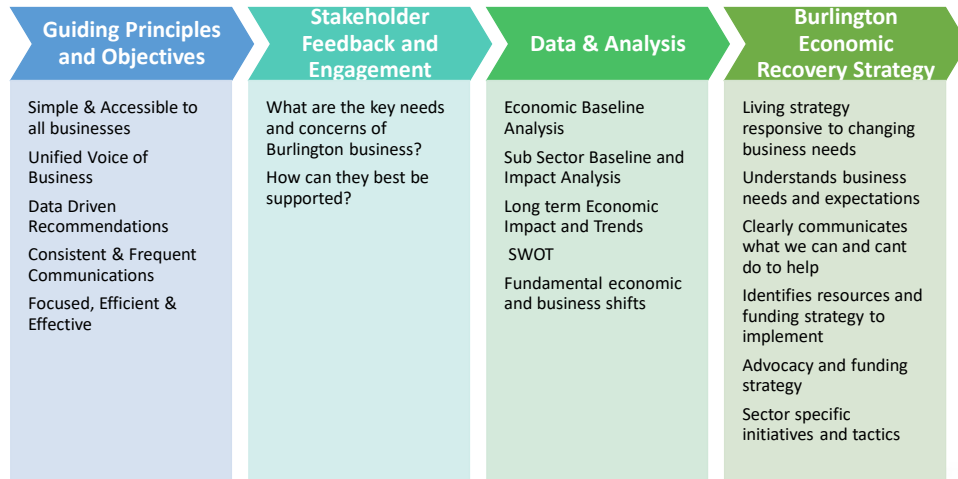 Guiding Principles
and Objectives
Simple & Accessible to
all businesses
Unified Voice of
Business
Data Driven
Recommendations
Consistent & Frequent
Communications
Focused, Efficient &
Effective
Stakeholder
Feedback and
Engagement
What are the key needs
and concerns of
Burlington business?
How can they best be
supported?
Data & Analysis
Economic Baseline
Analysis
Sub Sector Baseline and
Impact Analysis
Long term Economic
Impact and Trends
SWOT
Fundamental economic
and business shifts
Burlington
Economic
Recovery Strategy
Living strategy
responsive to changing
business needs
Understands business
needs and expectations
Clearly communicates
what we can and cant
do to help
Identifies resources and
funding strategy to
implement
Advocacy and funding
strategy
Sector specific
initiatives and tactics